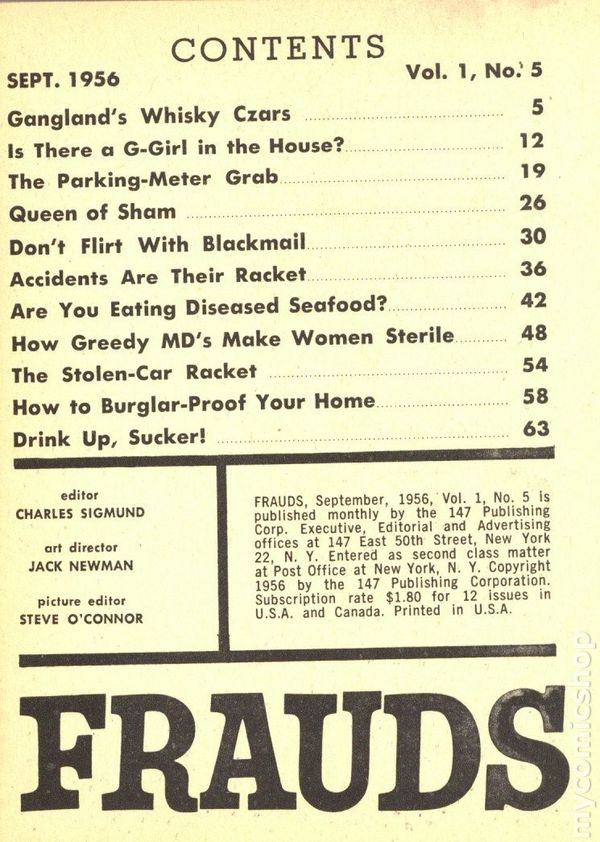 CONTENTS
SEPT. 1956 Vol. 1, No. 5
Gangland's Whisky Czars 5
Is There a G-Girl in the House? 12
The Parking-Meter Grab 19
Queen of Sham 26
Don't Flirt With Blackmail 30
Accidents Are Their Racket 36
Are You Eating Diseased Seafood? 42
How Greedy MD's Make Women Sterile 48
The Stolen-Car Racket 54
How to Burglar-Proof Your Home 58
Drink Up, Sucker! 63
editor
CHARLES SIGMUND
art director
JACK NEWMAN
picture editor
STEVE O'CONNOR
FRAUDS, September, 1956, Vol. 1, No. 5 is
published monthly by the 147 Publishing
Corp. Executive, Editorial and Advertising
offices at 147 East 50th Street, New York
22, N. Y. Entered as second class matter
at Post Office at New York, N. Y. Copyright
1956 by the 147 Publishing Corporation.
Subscription rate $1.80 for 12 issues in
U.S.A. and Canada. Printed in U.S.A.
FRAUDS
mycomicshop